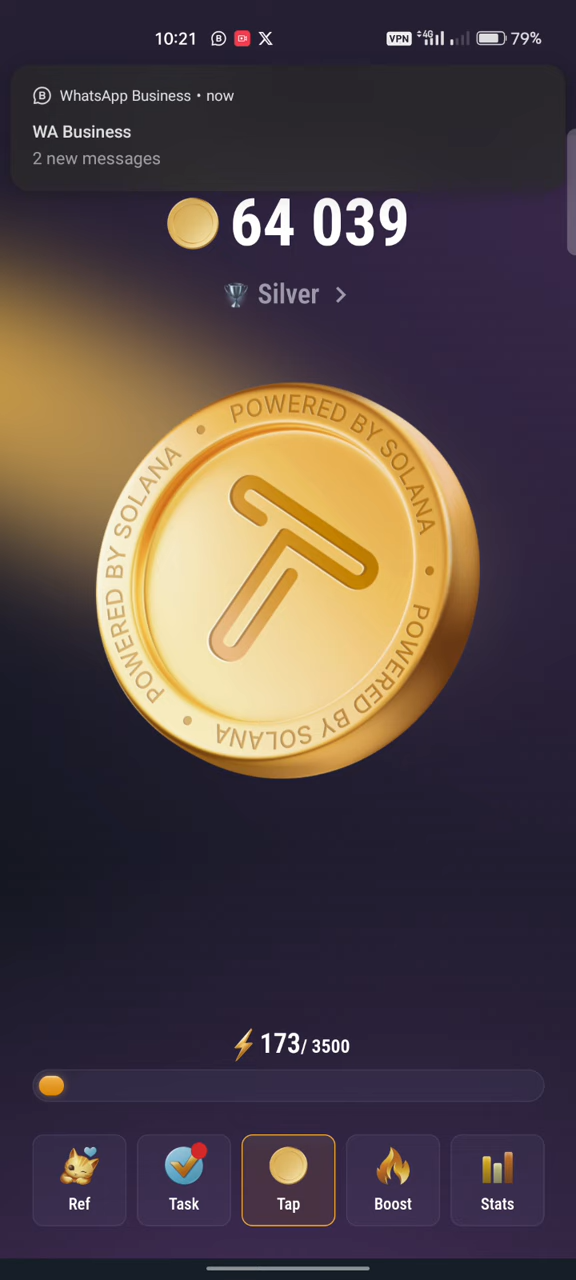 10:21 B X VPN 4G 79%
B WhatsApp Business • now
WA Business
2 new messages
64 039
Silver >
POWERED BY SOLANA • POWERED BY SOLANA • POWERED BY SOLANA •
T
173/ 3500
Ref Task Tap Boost Stats